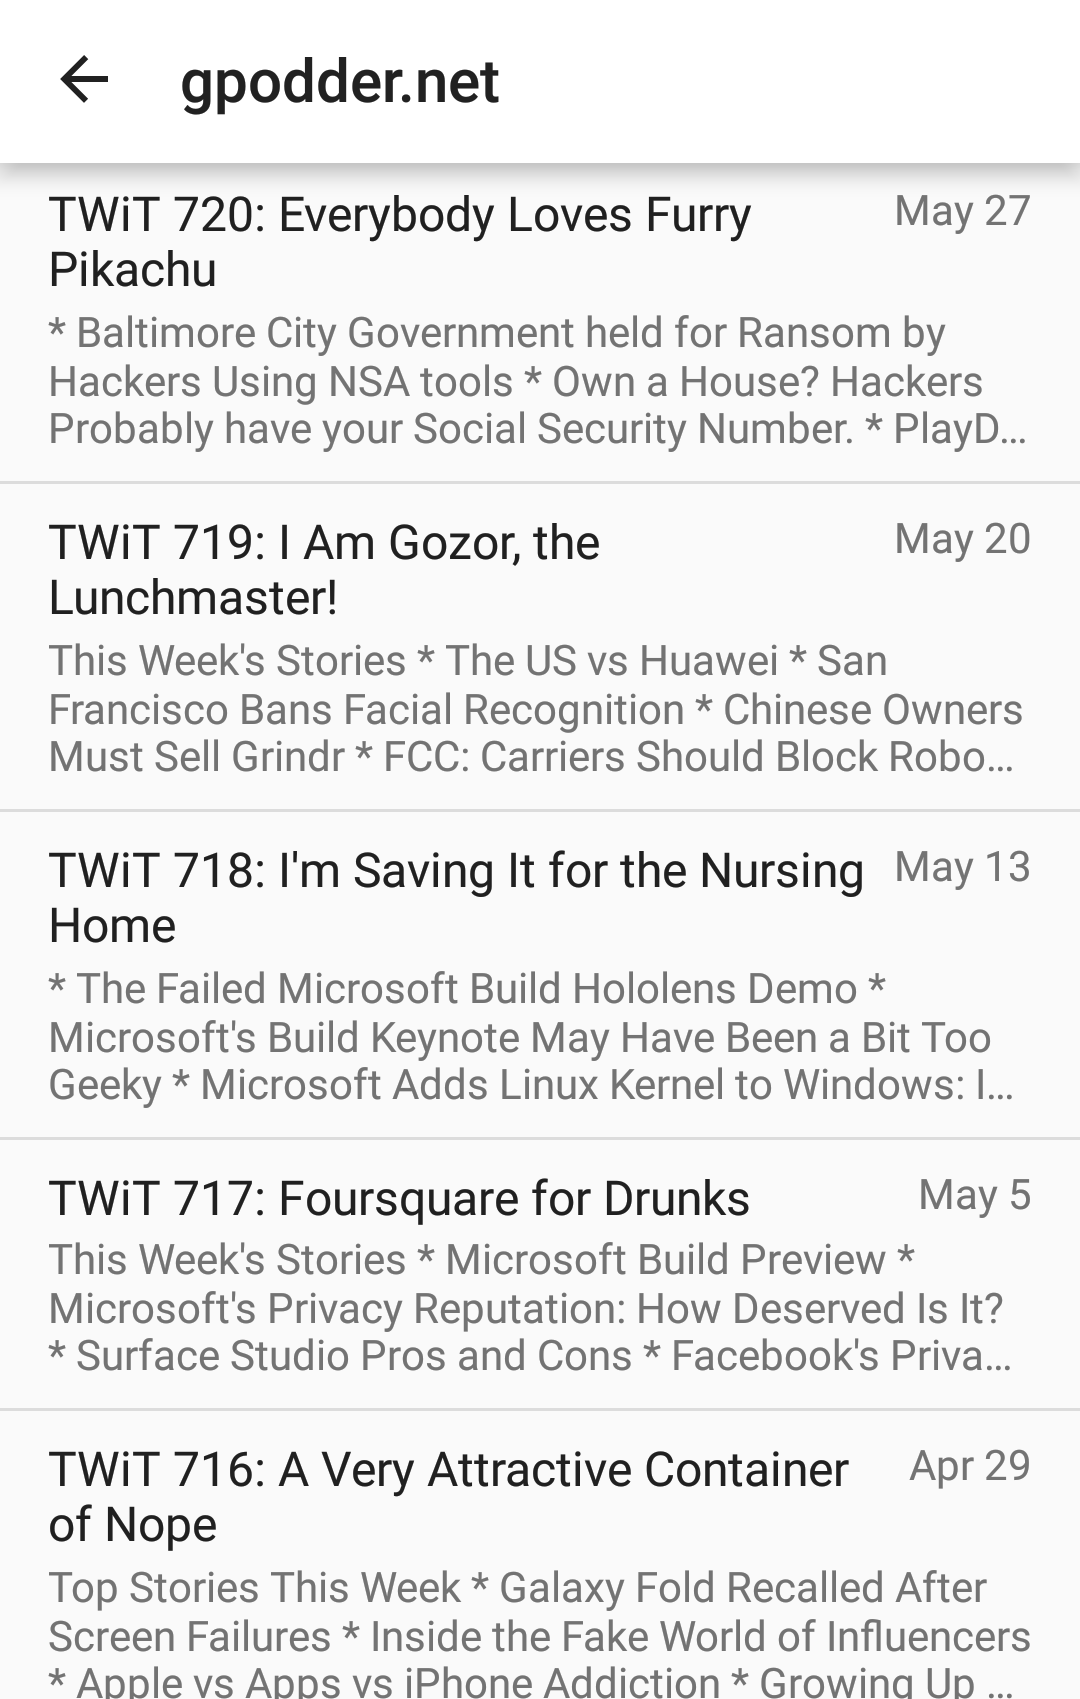 gpodder.net
TWiT 720: Everybody Loves Furry
Pikachu
May 27
* Baltimore City Government held for Ransom by
Hackers Using NSA tools * Own a House? Hackers
Probably have your Social Security Number. * PlayD...
TWiT 719: I Am Gozor, the
Lunchmaster!
May 20
This Week's Stories * The US vs Huawei * San
Francisco Bans Facial Recognition * Chinese Owners
Must Sell Grindr * FCC: Carriers Should Block Robo...
TWiT 718: I'm Saving It for the Nursing
Home
May 13
* The Failed Microsoft Build Hololens Demo *
Microsoft's Build Keynote May Have Been a Bit Too
Geeky * Microsoft Adds Linux Kernel to Windows: I...
TWiT 717: Foursquare for Drunks
May 5
This Week's Stories * Microsoft Build Preview *
Microsoft's Privacy Reputation: How Deserved Is It?
* Surface Studio Pros and Cons * Facebook's Priva...
TWiT 716: A Very Attractive Container
of Nope
Apr 29
Top Stories This Week * Galaxy Fold Recalled After
Screen Failures * Inside the Fake World of Influencers
* Apple vs Apps vs iPhone Addiction * Growing Up ...